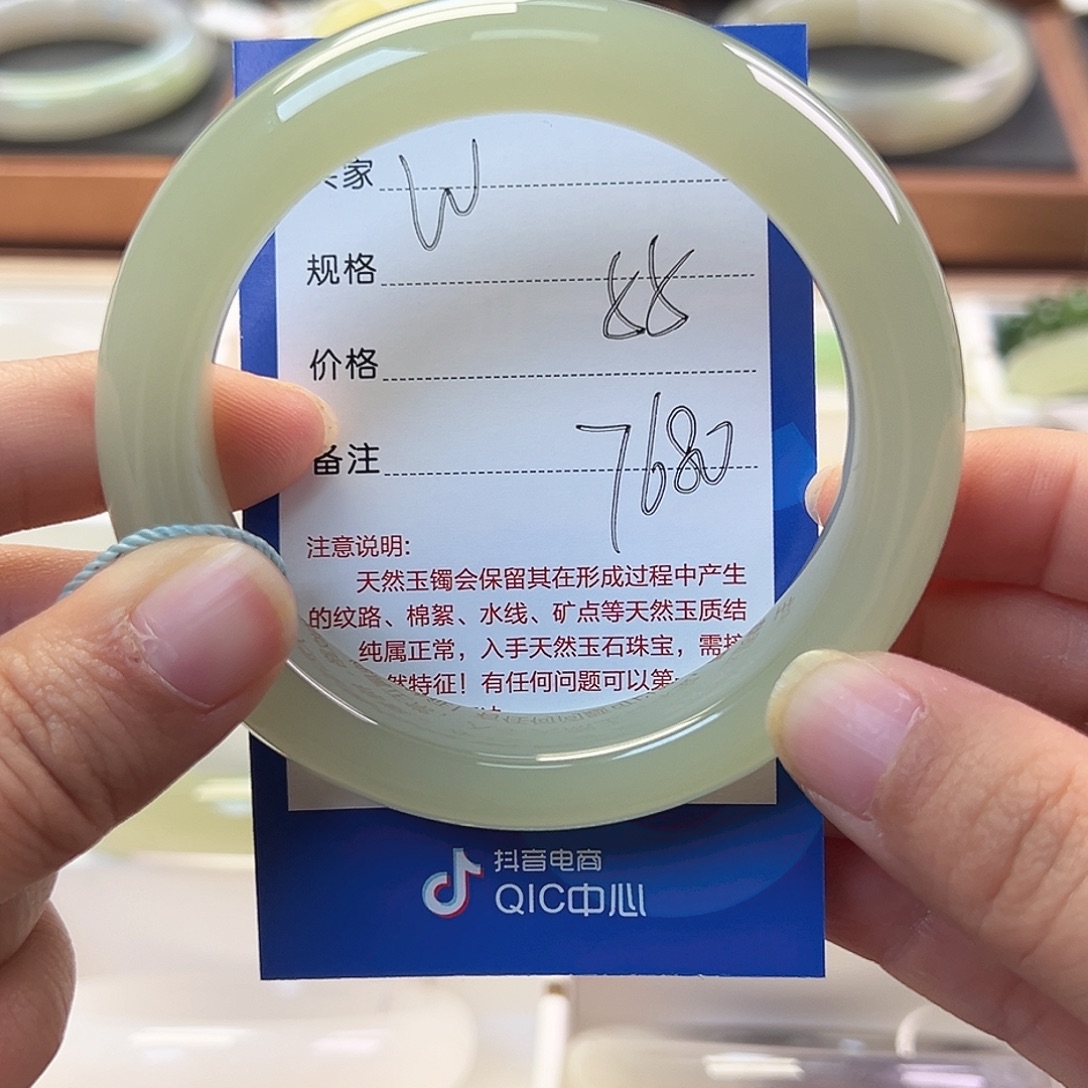 家 W
规格
88
价格
备注 7680
注意说明:
天然玉镯会保留其在形成过程中产生
的纹路、棉絮、水线、矿点等天然玉质结
纯属正常，入手天然玉石珠宝，需
然特征！有任何问题可以第一
抖音电商
QIC中心